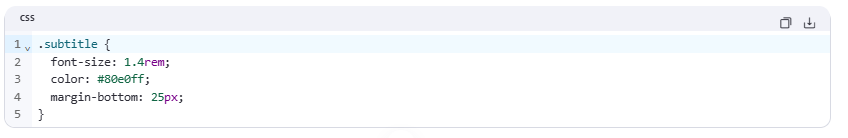 css
1 .subtitle {
2 font-size: 1.4rem;
3 color: #80e0ff;
4 margin-bottom: 25px;
5 }